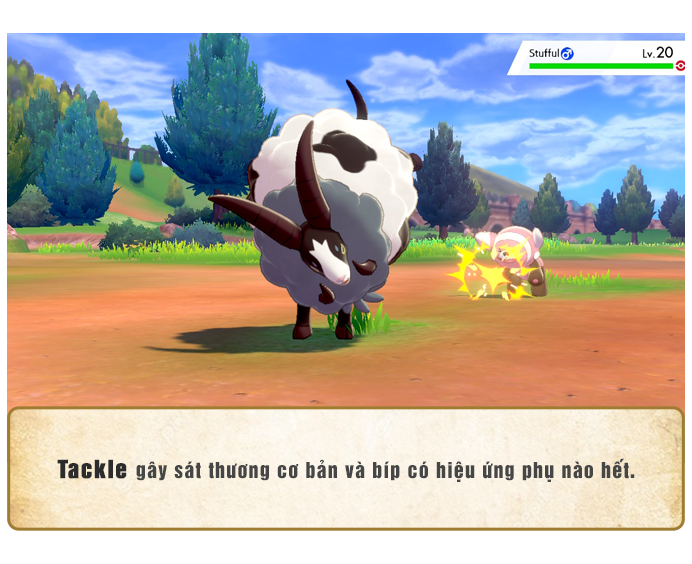 Stufful♂ Lv.20
Tackle gây sát thương cơ bản và bíp có hiệu ứng phụ nào hết.